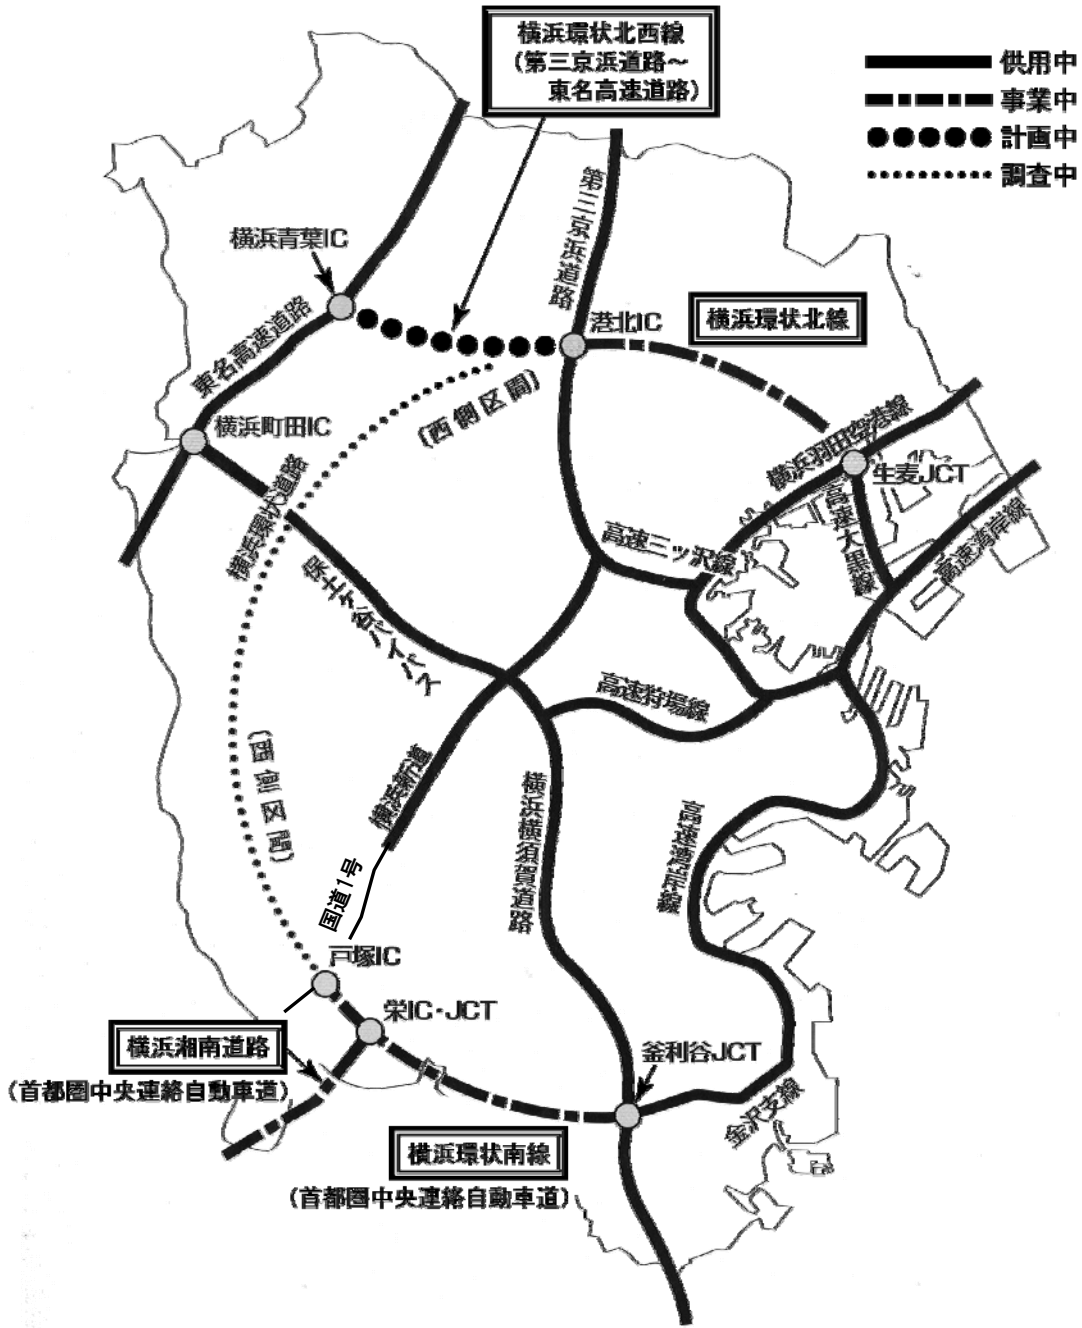 横浜環状北西線
(第三京浜道路～
東名高速道路)
供用中
事業中
計画中
調査中
第三京浜道路
横浜青葉IC
東名高速道路
港北IC
横浜環状北線
(西側区間)
横浜町田IC
横浜羽田空港線
生麦JCT
横浜環状道路
高速大黒線
高速湾岸線
高速三ツ沢線
保土ケ谷バイパス
高速狩場線
(西側区間)
横浜新道
横浜横須賀道路
高速湾岸線
国道1号
戸塚IC
栄IC・JCT
横浜湘南道路
(首都圏中央連絡自動車道)
釜利谷JCT
金沢支線
横浜環状南線
(首都圏中央連絡自動車道)